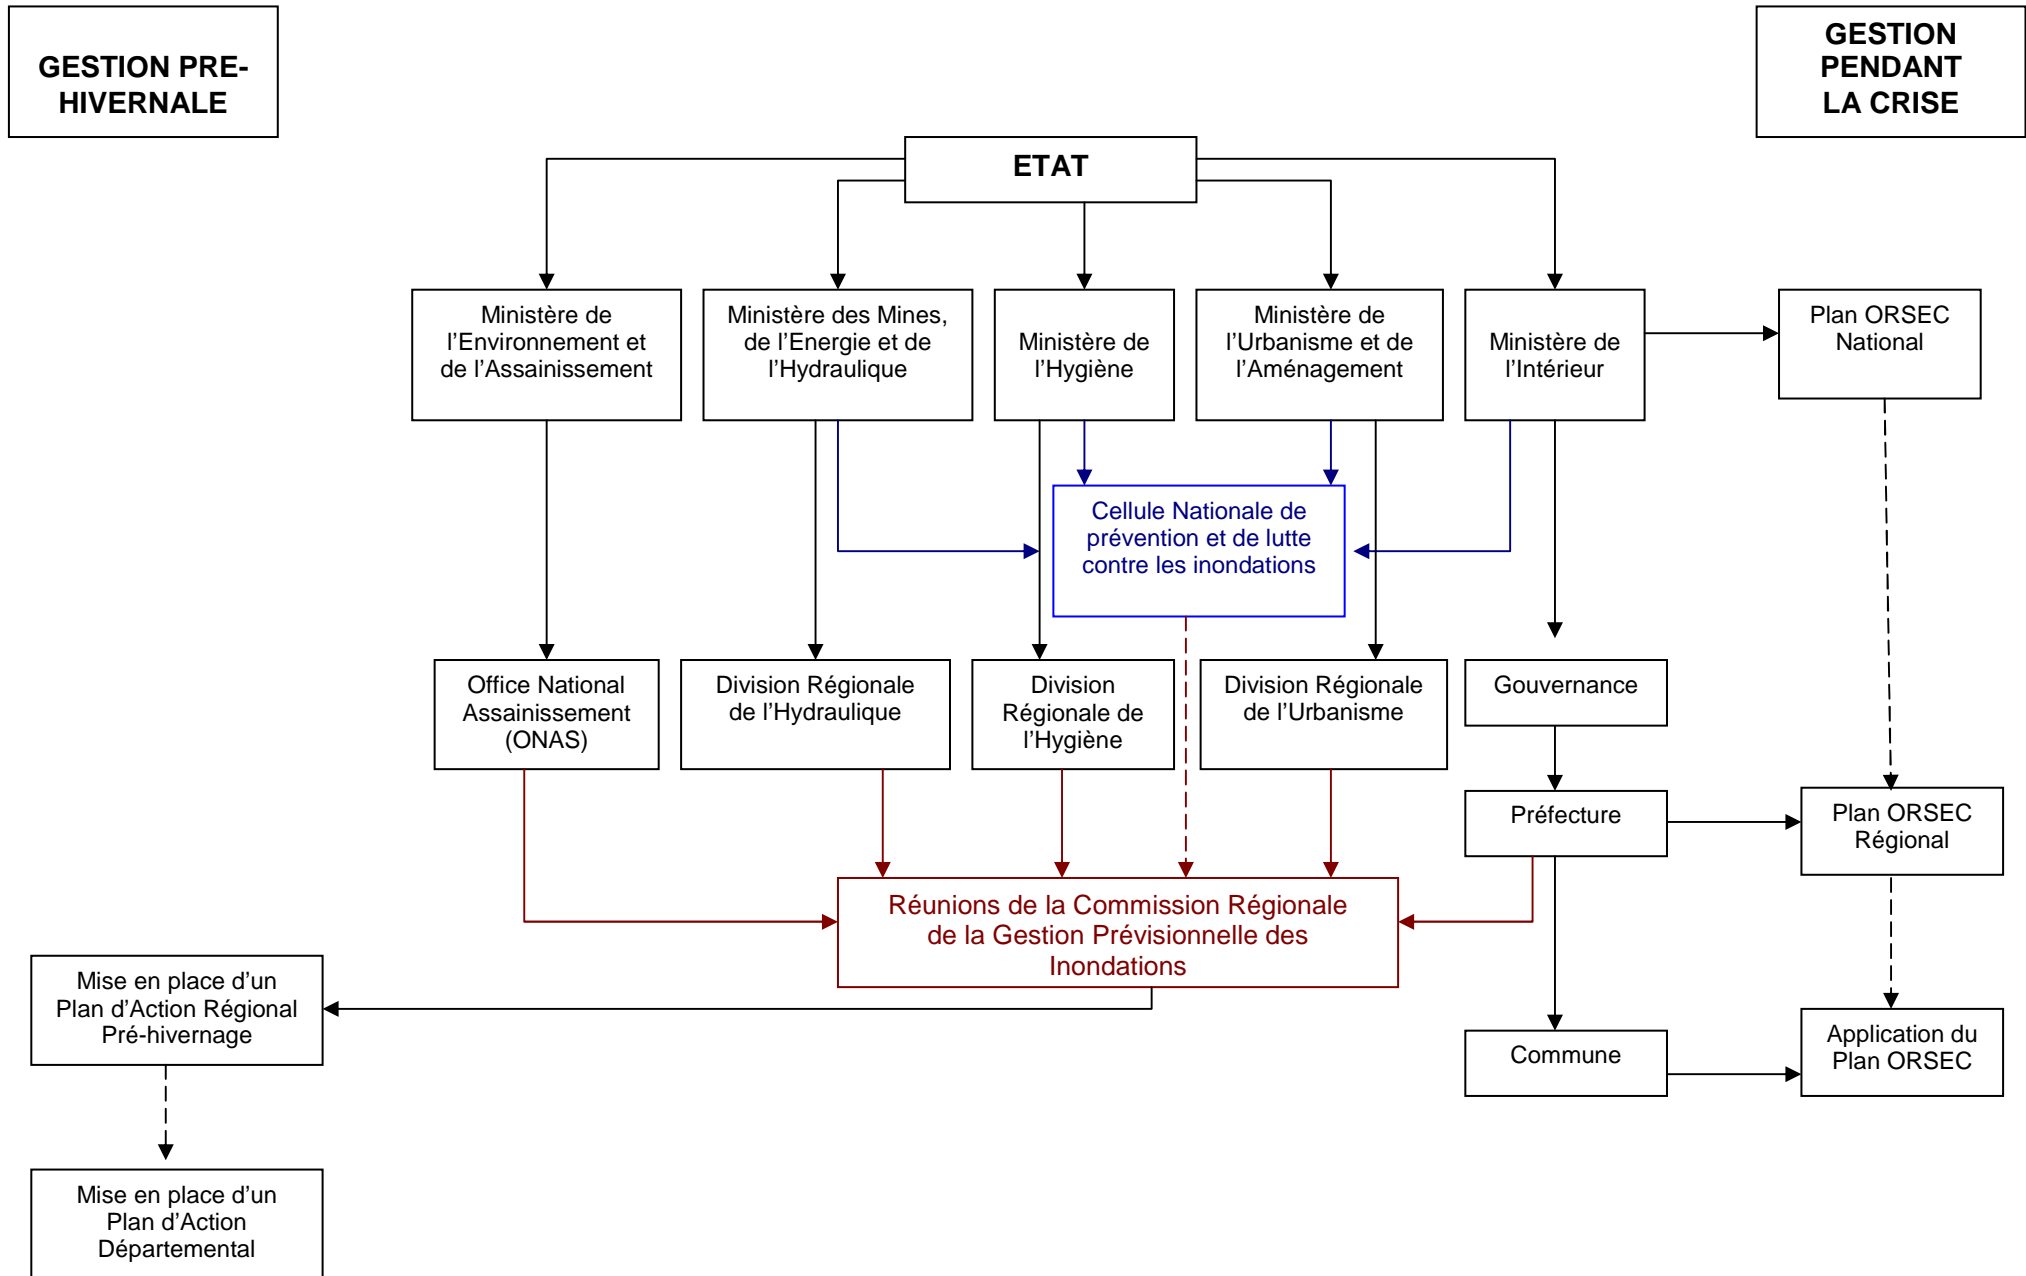 GESTION PRE-
HIVERNALE
GESTION
PENDANT
LA CRISE
ETAT
Ministère de
l’Environnement et
de l’Assainissement
Ministère des Mines,
de l’Energie et de
l’Hydraulique
Ministère de
l’Hygiène
Ministère de
l’Urbanisme et de
l’Aménagement
Ministère de
l’Intérieur
Plan ORSEC
National
Cellule Nationale de
prévention et de lutte
contre les inondations
Office National
Assainissement
(ONAS)
Division Régionale
de l’Hydraulique
Division
Régionale de
l’Hygiène
Division Régionale
de l’Urbanisme
Gouvernance
Préfecture
Plan ORSEC
Régional
Réunions de la Commission Régionale
de la Gestion Prévisionnelle des
Inondations
Mise en place d’un
Plan d’Action Régional
Pré-hivernage
Commune
Application du
Plan ORSEC
Mise en place d’un
Plan d’Action
Départemental